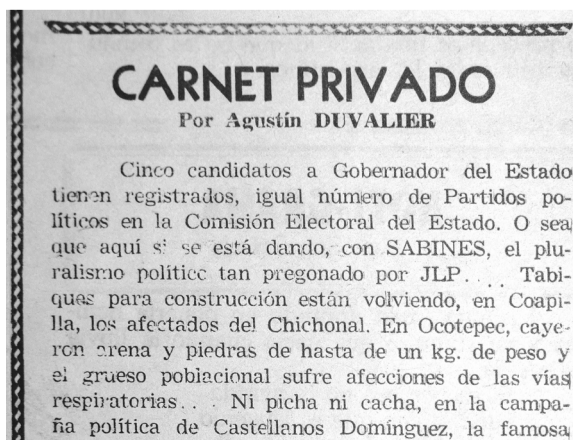 CARNET PRIVADO
Por Agustín DUVALIER
Cinco candidatos a Gobernador del Estado
tienen registrados, igual número de Partidos po-
líticos en la Comisión Electoral del Estado. O sea
que aquí si se está dando, con SABINES, el plu-
ralismo político tan pregonado por JLP.... Tabi-
ques para construcción están volviendo, en Coapi-
lla, los afectados del Chichonal. En Ocotepec, caye-
ron arena y piedras de hasta de un kg. de peso y
el grueso poblacional sufre afecciones de las vías
respiratorias... Ni picha ni cacha, en la campa-
ña política de Castellanos Domínguez, la famosa